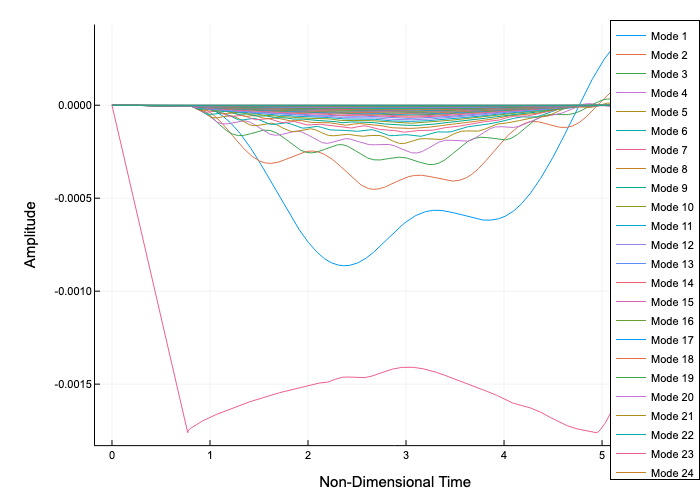 0.0000
-0.0005
-0.0010
-0.0015
Amplitude
0
1
2
3
4
5
Non-Dimensional Time
Mode 1
Mode 2
Mode 3
Mode 4
Mode 5
Mode 6
Mode 7
Mode 8
Mode 9
Mode 10
Mode 11
Mode 12
Mode 13
Mode 14
Mode 15
Mode 16
Mode 17
Mode 18
Mode 19
Mode 20
Mode 21
Mode 22
Mode 23
Mode 24